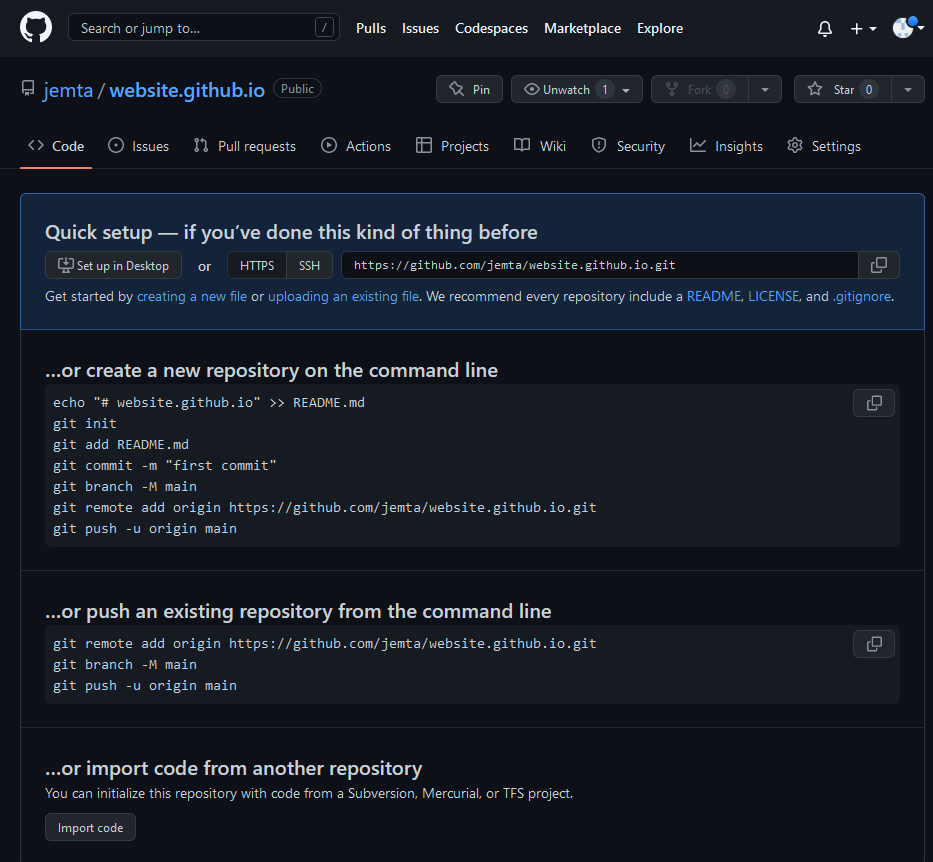 Search or jump to... /
Pulls Issues Codespaces Marketplace Explore
jemta / website.github.io Public
Pin Unwatch 1 Fork 0 Star 0
Code Issues Pull requests Actions Projects Wiki Security Insights Settings
Quick setup — if you’ve done this kind of thing before
Set up in Desktop or HTTPS SSH https://github.com/jemta/website.github.io.git
Get started by creating a new file or uploading an existing file. We recommend every repository include a README, LICENSE, and .gitignore.
…or create a new repository on the command line
echo "# website.github.io" >> README.md
git init
git add README.md
git commit -m "first commit"
git branch -M main
git remote add origin https://github.com/jemta/website.github.io.git
git push -u origin main
…or push an existing repository from the command line
git remote add origin https://github.com/jemta/website.github.io.git
git branch -M main
git push -u origin main
…or import code from another repository
You can initialize this repository with code from a Subversion, Mercurial, or TFS project.
Import code